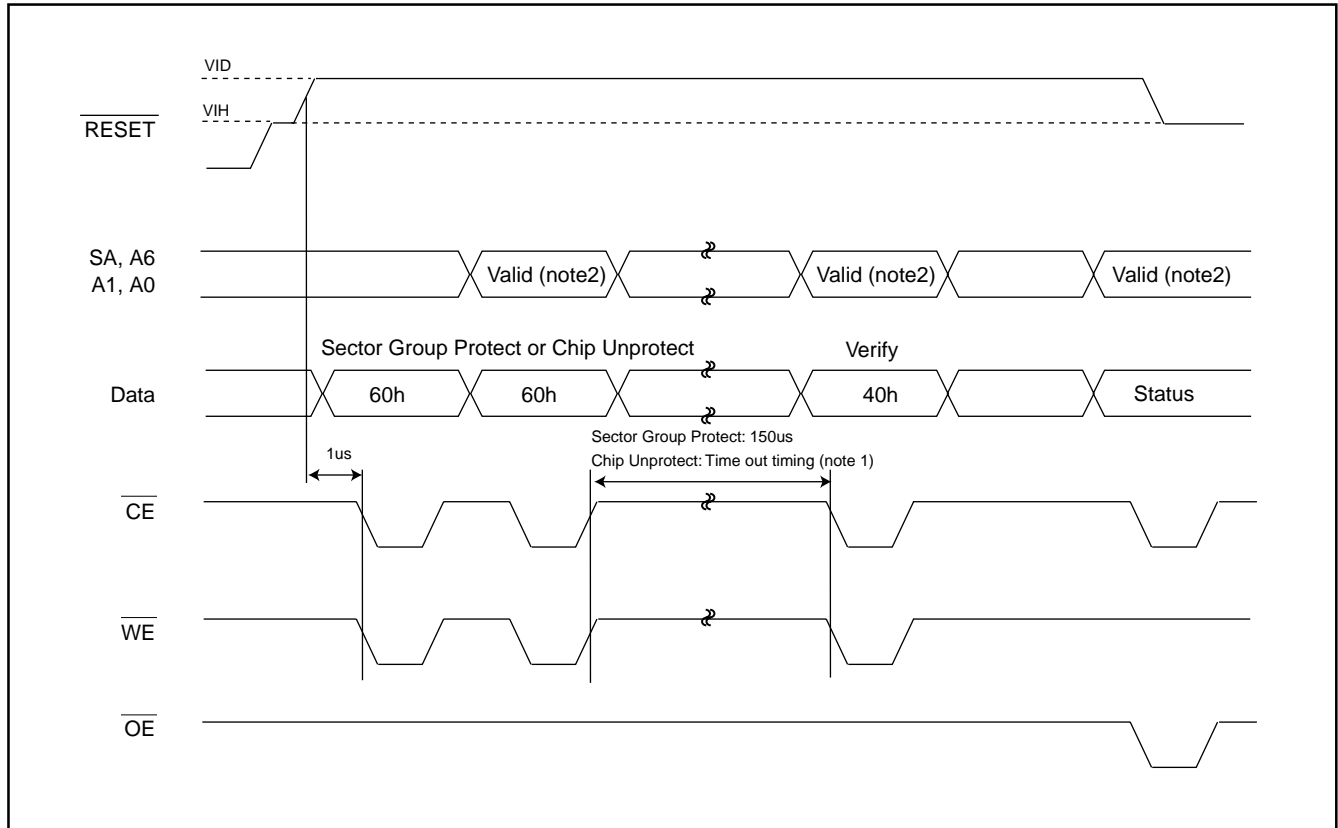 VID
VIH
RESET
SA, A6
A1, A0
Valid (note2)
Valid (note2)
Valid (note2)
Sector Group Protect or Chip Unprotect
Verify
Data
60h
60h
40h
Status
Sector Group Protect: 150us
Chip Unprotect: Time out timing (note 1)
1us
CE
WE
OE